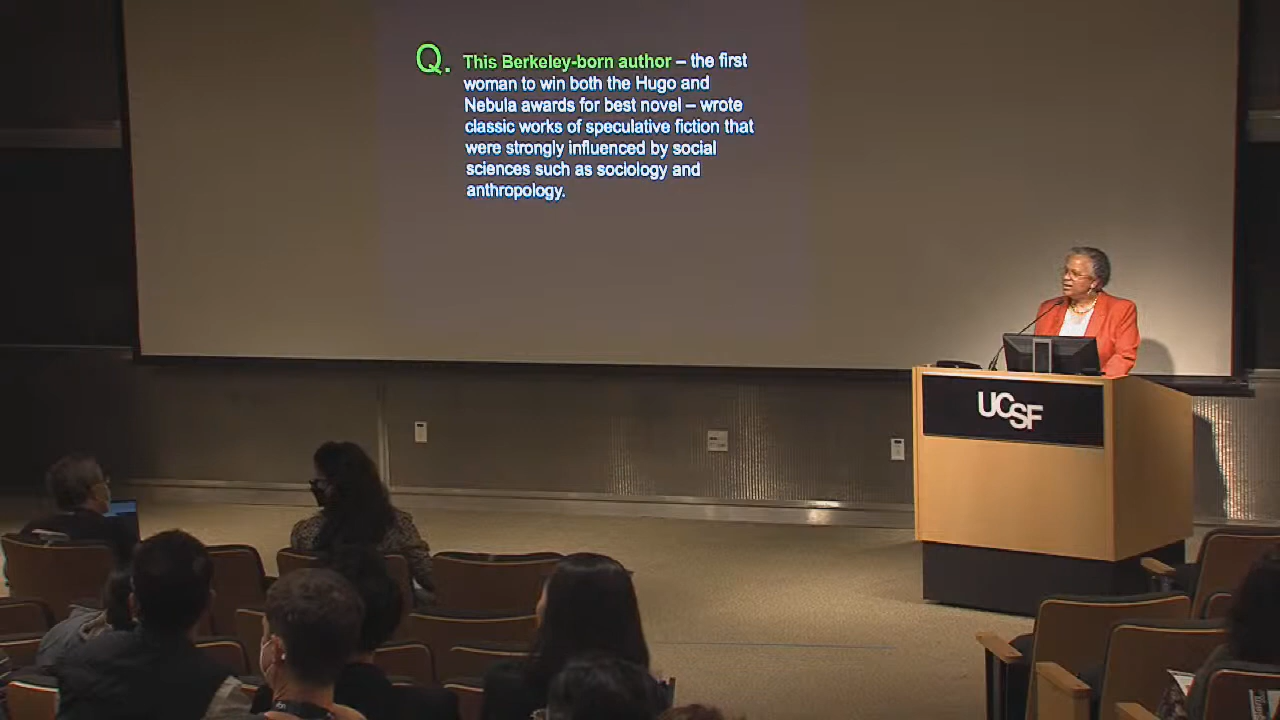 Q. This Berkeley-born author – the first
woman to win both the Hugo and
Nebula awards for best novel – wrote
classic works of speculative fiction that
were strongly influenced by social
sciences such as sociology and
anthropology.
UCSF